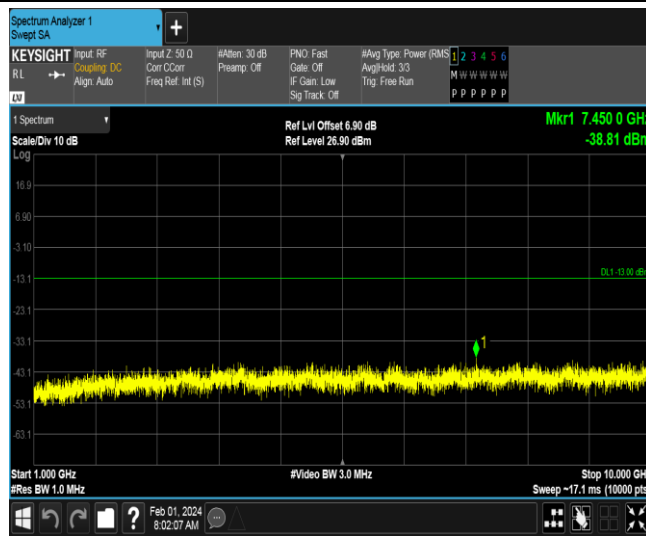 Spectrum Analyzer 1
Swept SA
+
KEYSIGHT
RL
LXI
Input: RF
Coupling: DC
Align: Auto
Input Z: 50 Ω
Corr CCorr
Freq Ref: Int (S)
#Atten: 30 dB
Preamp: Off
PNO: Fast
Gate: Off
IF Gain: Low
Sig Track: Off
#Avg Type: Power (RMS
Avg|Hold: 3/3
Trig: Free Run
1 2 3 4 5 6
M W W W W W
P P P P P P
1 Spectrum
Scale/Div 10 dB
Ref Lvl Offset 6.90 dB
Ref Level 26.90 dBm
Mkr1 7.450 0 GHz
-38.81 dBm
Log
16.9
6.90
-3.10
-13.1
DL1 -13.00 dBm
-23.1
-33.1
1
-43.1
-53.1
-63.1
Start 1.000 GHz
#Video BW 3.0 MHz
Stop 10.000 GHz
#Res BW 1.0 MHz
Sweep ~17.1 ms (10000 pts)
?
Feb 01, 2024
8:02:07 AM